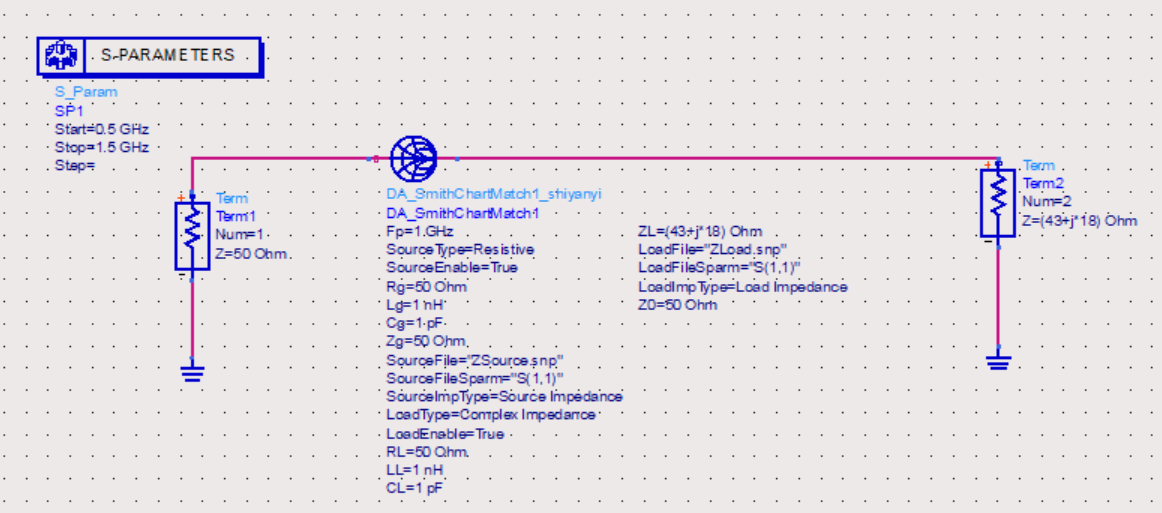 S-PARAMETERS
S_Param
SP1
Start=0.5 GHz
Stop=1.5 GHz
Step=
Term
Term1
Num=1
Z=50 Ohm
DA_SmithChartMatch1_shiyanyi
DA_SmithChartMatch1
Fp=1 GHz
SourceType=Resistive
SourceEnable=True
Rg=50 Ohm
Lg=1 nH
Cg=1 pF
Zg=50 Ohm
SourceFile="ZSource.snp"
SourceFileSparm="S(1,1)"
SourceImpType=Source Impedance
LoadType=Complex Impedance
LoadEnable=True
RL=50 Ohm
LL=1 nH
CL=1 pF
ZL=(43+j*18) Ohm
LoadFile="ZLoad.snp"
LoadFileSparm="S(1,1)"
LoadImpType=Load Impedance
Z0=50 Ohm
Term
Term2
Num=2
Z=(43+j*18) Ohm